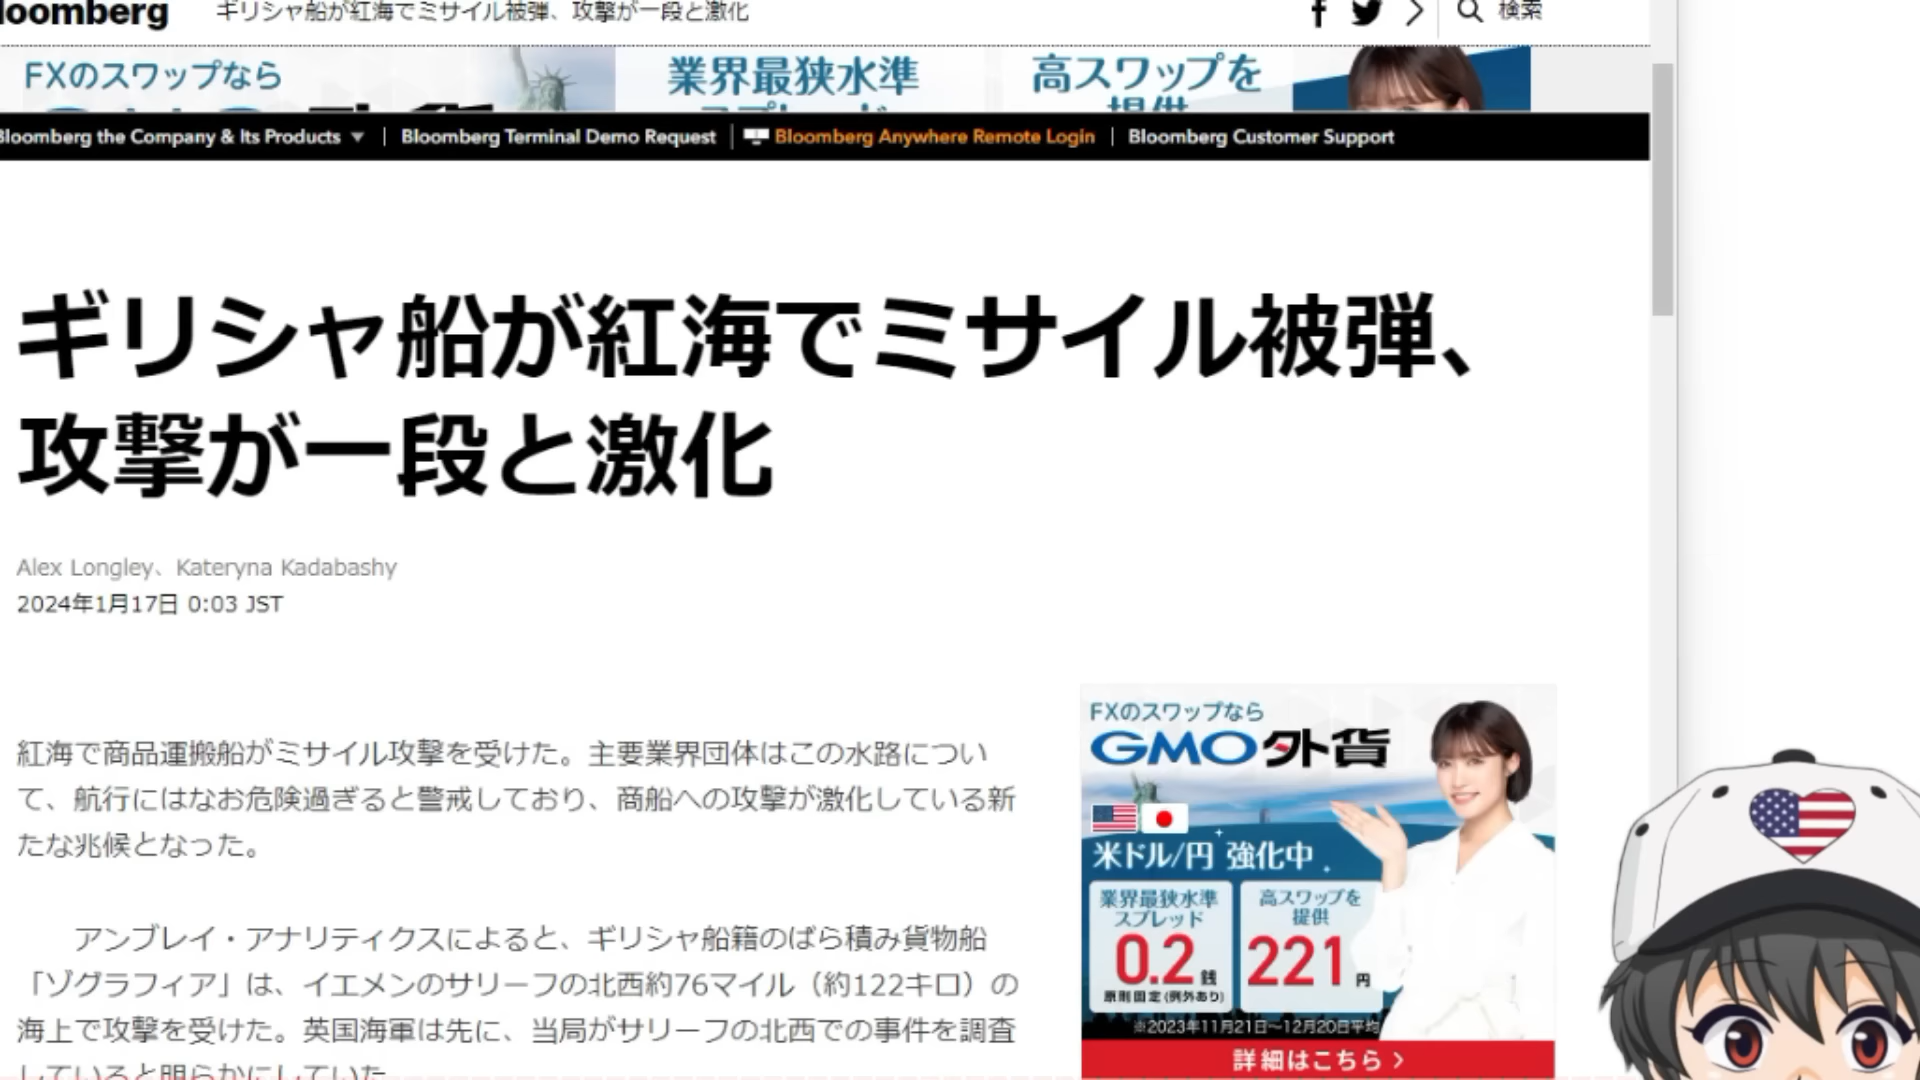 loomberg ギリシャ船が紅海でミサイル被弾、攻撃が一段と激化 検索
FXのスワップなら 業界最狭水準 高スワップを
提供
Bloomberg the Company & Its Products ▼ | Bloomberg Terminal Demo Request | Bloomberg Anywhere Remote Login | Bloomberg Customer Support
ギリシャ船が紅海でミサイル被弾、
攻撃が一段と激化
Alex Longley、Kateryna Kadabashy
2024年1月17日 0:03 JST
紅海で商品運搬船がミサイル攻撃を受けた。主要業界団体はこの水路につい
て、航行にはなお危険過ぎると警戒しており、商船への攻撃が激化している新
たな兆候となった。
アンブレイ・アナリティクスによると、ギリシャ船籍のばら積み貨物船
「ゾグラフィア」は、イエメンのサリーフの北西約76マイル（約122キロ）の
海上で攻撃を受けた。英国海軍は先に、当局がサリーフの北西での事件を調査
していると明らかにしていた
FXのスワップなら
GMO外貨
米ドル/円 強化中
業界最狭水準
スプレッド
0.2銭
原則固定(例外あり)
高スワップを
提供
221円
※2023年11月21日～12月20日平均
詳細はこちら >